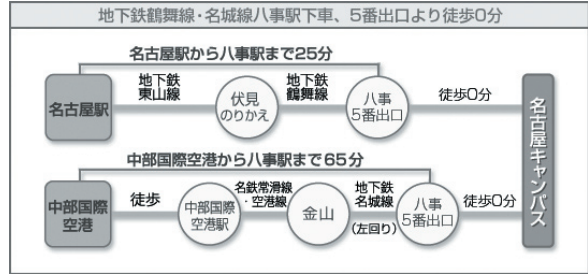 地下鉄鶴舞線・名城線八事駅下車、5番出口より徒歩0分
名古屋駅から八事駅まで25分
名古屋駅
地下鉄
東山線
伏見
のりかえ
地下鉄
鶴舞線
八事
5番出口
徒歩0分
名古屋キャンパス
中部国際空港から八事駅まで65分
中部国際
空港
徒歩
中部国際
空港駅
名鉄常滑線
・空港線
金山
地下鉄
名城線
(左回り)
八事
5番出口
徒歩0分